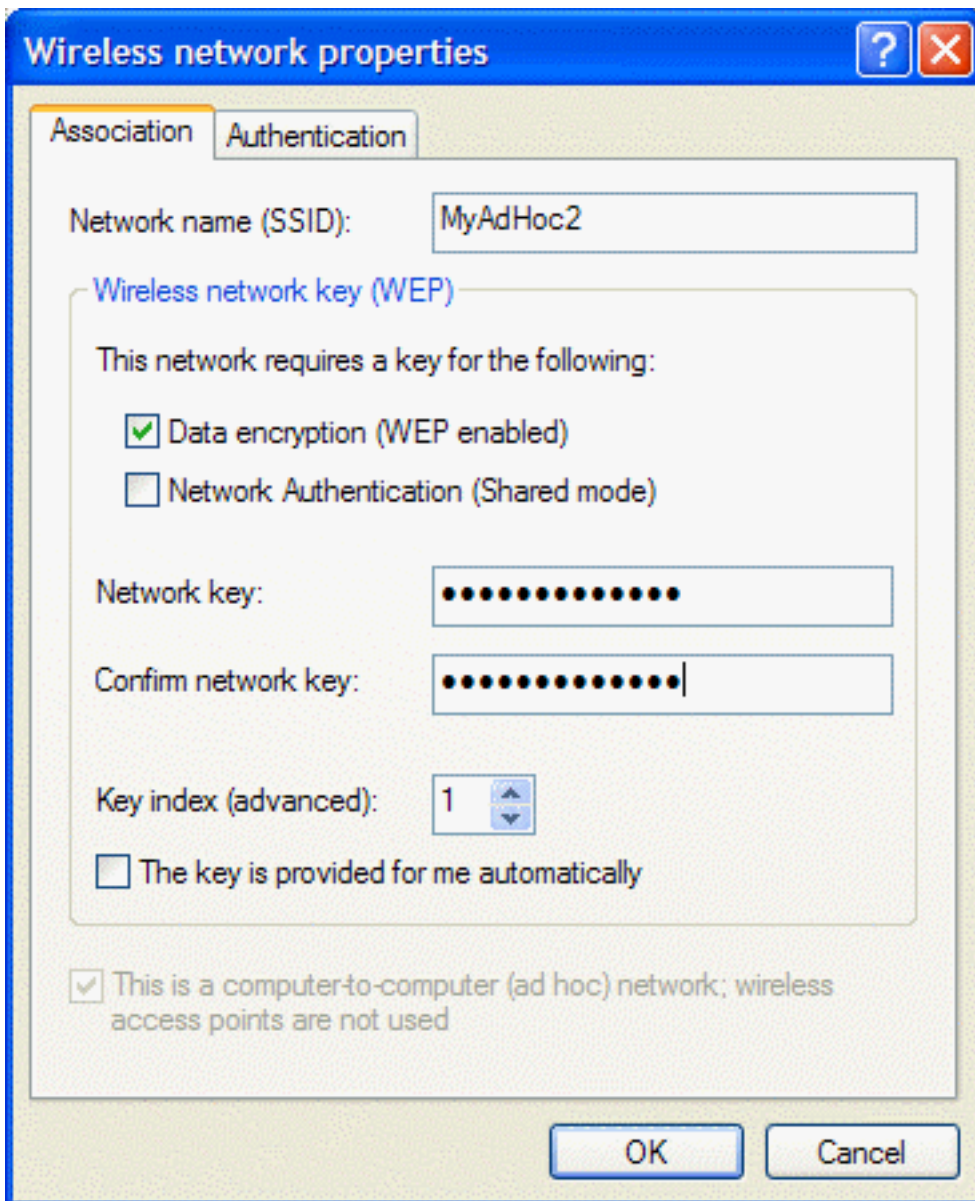 Wireless network properties
Association
Authentication
Network name (SSID):
MyAdHoc2
Wireless network key (WEP)
This network requires a key for the following:
Data encryption (WEP enabled)
Network Authentication (Shared mode)
Network key:
•••••••••••••
Confirm network key:
•••••••••••••
Key index (advanced):
1
The key is provided for me automatically
This is a computer-to-computer (ad hoc) network; wireless
access points are not used
OK
Cancel